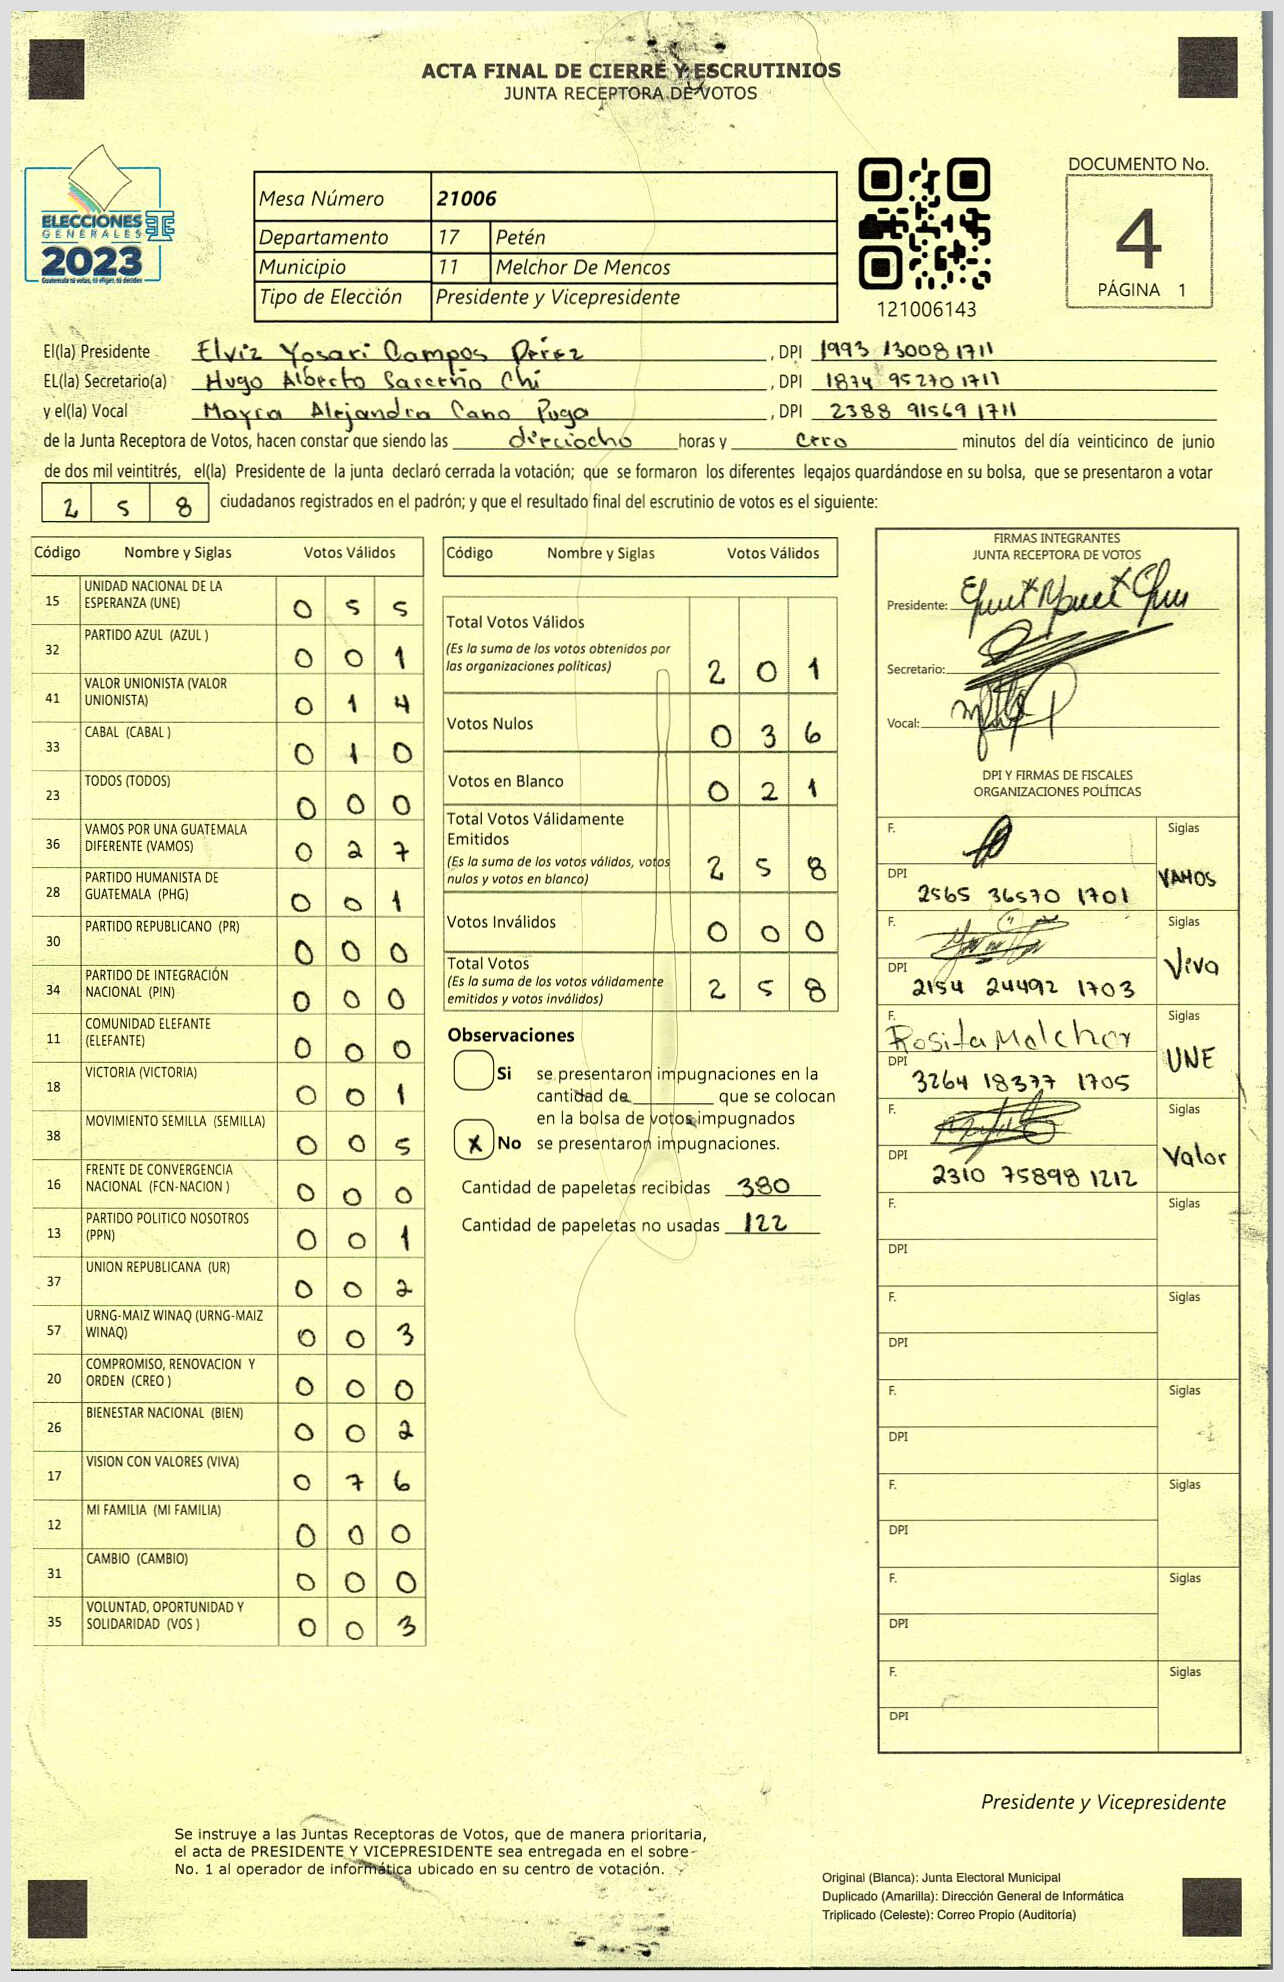 ACTA FINAL DE CIERRE Y ESCRUTINIOS
JUNTA RECEPTORA DE VOTOS
ELECCIONES
GENERALES
2023
Guatemala tú votas, tú eliges, tú decides
Mesa Número 21006
Departamento 17 Petén
Municipio 11 Melchor De Mencos
Tipo de Elección Presidente y Vicepresidente
121006143
DOCUMENTO No.
4
PÁGINA 1
El(la) Presidente Elviz Yosari Campos Pérez , DPI 1993 13008 1711
EL(la) Secretario(a) Hugo Alberto Sarceño Chi , DPI 1874 95270 1711
y el(la) Vocal Mayra Alejandra Cano Puga , DPI 2388 91569 1711
de la Junta Receptora de Votos, hacen constar que siendo las dieciocho horas y cero minutos del día veinticinco de junio
de dos mil veintitrés, el(la) Presidente de la junta declaró cerrada la votación; que se formaron los diferentes legajos quardándose en su bolsa, que se presentaron a votar
2 5 8 ciudadanos registrados en el padrón; y que el resultado final del escrutinio de votos es el siguiente:
Código Nombre y Siglas Votos Válidos
15 UNIDAD NACIONAL DE LA ESPERANZA (UNE) 0 5 5
32 PARTIDO AZUL (AZUL ) 0 0 1
41 VALOR UNIONISTA (VALOR UNIONISTA) 0 1 4
33 CABAL (CABAL ) 0 1 0
23 TODOS (TODOS) 0 0 0
36 VAMOS POR UNA GUATEMALA DIFERENTE (VAMOS) 0 2 7
28 PARTIDO HUMANISTA DE GUATEMALA (PHG) 0 0 1
30 PARTIDO REPUBLICANO (PR) 0 0 0
34 PARTIDO DE INTEGRACIÓN NACIONAL (PIN) 0 0 0
11 COMUNIDAD ELEFANTE (ELEFANTE) 0 0 0
18 VICTORIA (VICTORIA) 0 0 1
38 MOVIMIENTO SEMILLA (SEMILLA) 0 0 5
16 FRENTE DE CONVERGENCIA NACIONAL (FCN-NACION ) 0 0 0
13 PARTIDO POLITICO NOSOTROS (PPN) 0 0 1
37 UNION REPUBLICANA (UR) 0 0 2
57 URNG-MAIZ WINAQ (URNG-MAIZ WINAQ) 0 0 3
20 COMPROMISO, RENOVACION Y ORDEN (CREO ) 0 0 0
26 BIENESTAR NACIONAL (BIEN) 0 0 2
17 VISION CON VALORES (VIVA) 0 7 6
12 MI FAMILIA (MI FAMILIA) 0 0 0
31 CAMBIO (CAMBIO) 0 0 0
35 VOLUNTAD, OPORTUNIDAD Y SOLIDARIDAD (VOS ) 0 0 3
Código Nombre y Siglas Votos Válidos
Total Votos Válidos
(Es la suma de los votos obtenidos por
las organizaciones políticas) 2 0 1
Votos Nulos 0 3 6
Votos en Blanco 0 2 1
Total Votos Válidamente
Emitidos
(Es la suma de los votos válidos, votos
nulos y votos en blanco) 2 5 8
Votos Inválidos 0 0 0
Total Votos
(Es la suma de los votos válidamente
emitidos y votos inválidos) 2 5 8
Observaciones
Si se presentaron impugnaciones en la
cantidad de ________ que se colocan
en la bolsa de votos impugnados
x No se presentaron impugnaciones.
Cantidad de papeletas recibidas 380
Cantidad de papeletas no usadas 122
FIRMAS INTEGRANTES
JUNTA RECEPTORA DE VOTOS
Presidente:
Secretario:
Vocal:
DPI Y FIRMAS DE FISCALES
ORGANIZACIONES POLÍTICAS
F. Siglas
DPI 2565 36570 1701 VAMOS
F. Siglas
DPI 2154 24492 1703 Viva
F. Rosita Melchor Siglas
DPI 3264 18377 1705 UNE
F. Siglas
DPI 2310 75898 1212 Valor
F. Siglas
DPI
F. Siglas
DPI
F. Siglas
DPI
F. Siglas
DPI
F. Siglas
DPI
F. Siglas
DPI
Presidente y Vicepresidente
Se instruye a las Juntas Receptoras de Votos, que de manera prioritaria,
el acta de PRESIDENTE Y VICEPRESIDENTE sea entregada en el sobre
No. 1 al operador de informática ubicado en su centro de votación.
Original (Blanca): Junta Electoral Municipal
Duplicado (Amarilla): Dirección General de Informática
Triplicado (Celeste): Correo Propio (Auditoría)